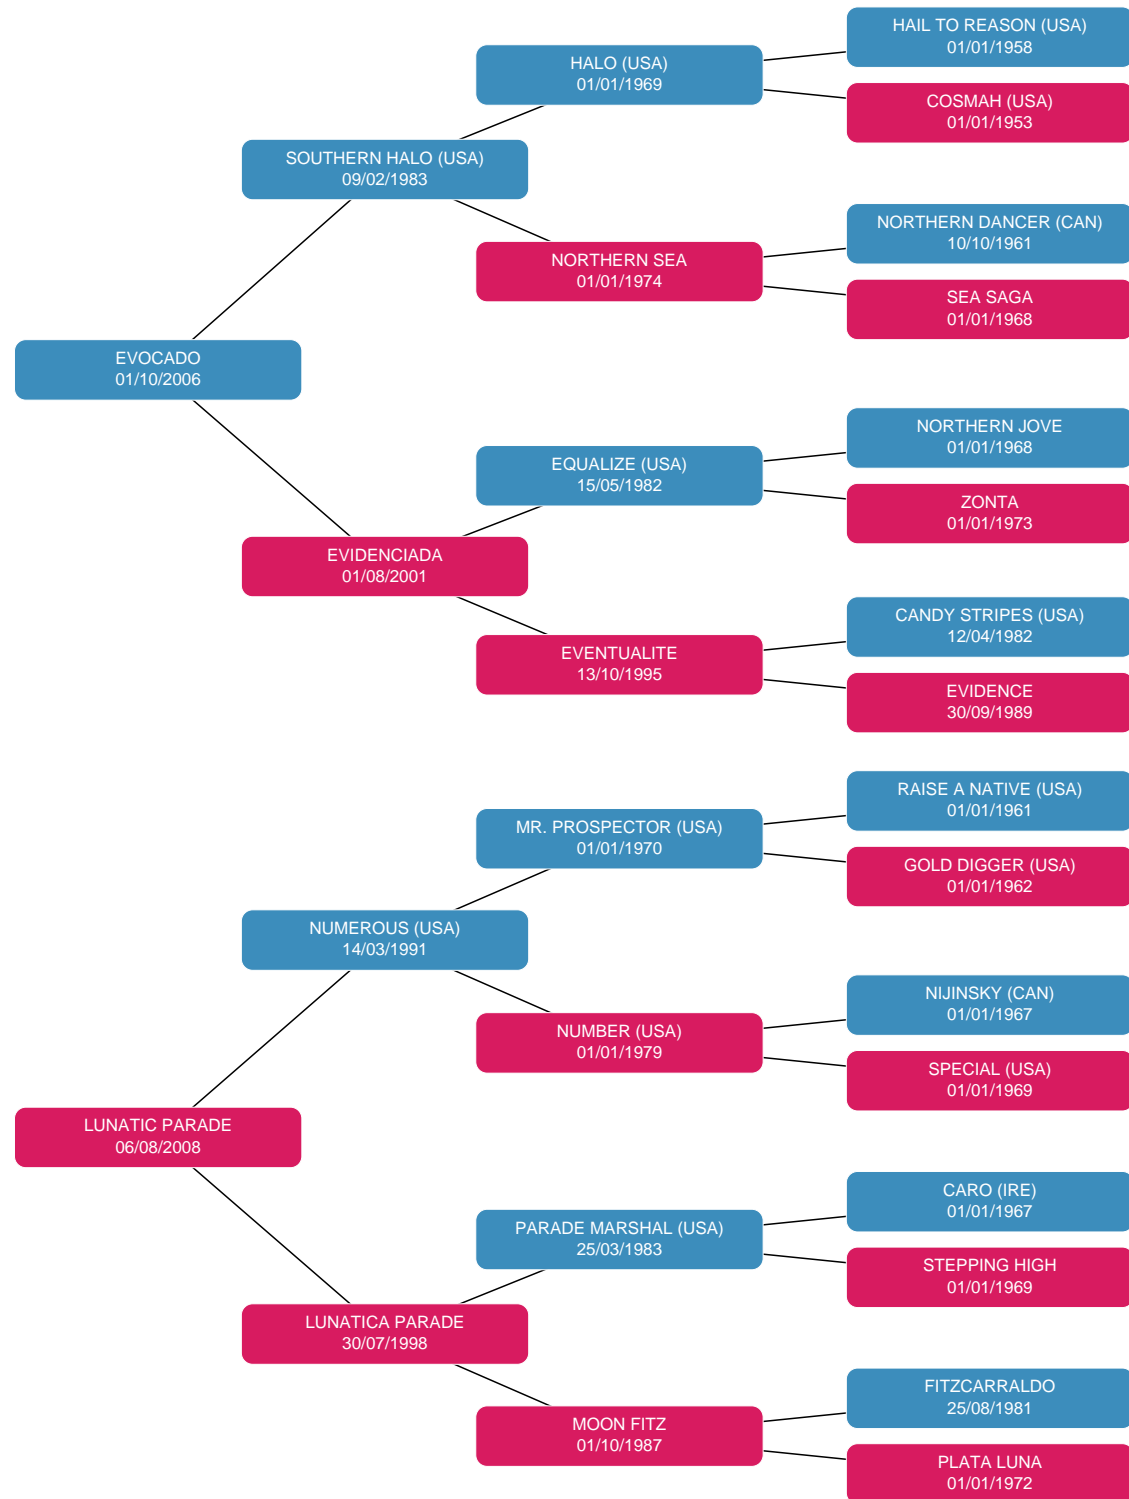 HAIL TO REASON (USA)
01/01/1958
HALO (USA)
01/01/1969
COSMAH (USA)
01/01/1953
SOUTHERN HALO (USA)
09/02/1983
NORTHERN DANCER (CAN)
10/10/1961
NORTHERN SEA
01/01/1974
SEA SAGA
01/01/1968
EVOCADO
01/10/2006
NORTHERN JOVE
01/01/1968
EQUALIZE (USA)
15/05/1982
ZONTA
01/01/1973
EVIDENCIADA
01/08/2001
CANDY STRIPES (USA)
12/04/1982
EVENTUALITE
13/10/1995
EVIDENCE
30/09/1989
RAISE A NATIVE (USA)
01/01/1961
MR. PROSPECTOR (USA)
01/01/1970
GOLD DIGGER (USA)
01/01/1962
NUMEROUS (USA)
14/03/1991
NIJINSKY (CAN)
01/01/1967
NUMBER (USA)
01/01/1979
SPECIAL (USA)
01/01/1969
LUNATIC PARADE
06/08/2008
CARO (IRE)
01/01/1967
PARADE MARSHAL (USA)
25/03/1983
STEPPING HIGH
01/01/1969
LUNATICA PARADE
30/07/1998
FITZCARRALDO
25/08/1981
MOON FITZ
01/10/1987
PLATA LUNA
01/01/1972